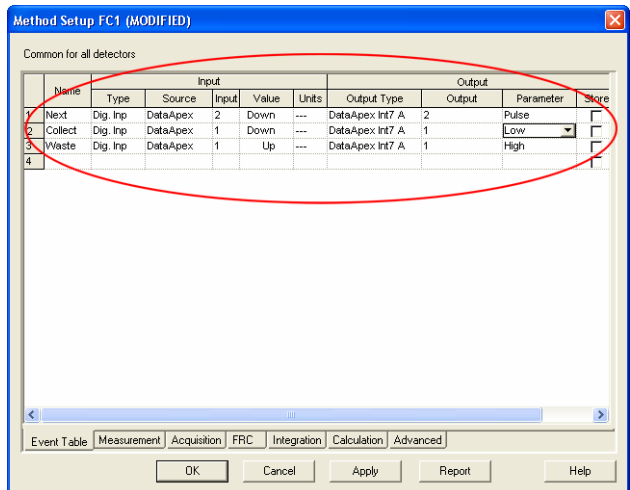 Method Setup FC1 (MODIFIED)
Common for all detectors
Input Output
Name Type Source Input Value Units Output Type Output Parameter Store
1 Next Dig. Inp DataApex 2 Down --- DataApex Int7 A 2 Pulse
2 Collect Dig. Inp DataApex 1 Down --- DataApex Int7 A 1 Low
3 Waste Dig. Inp DataApex 1 Up --- DataApex Int7 A 1 High
4
Event Table Measurement Acquisition FRC Integration Calculation Advanced
OK Cancel Apply Report Help